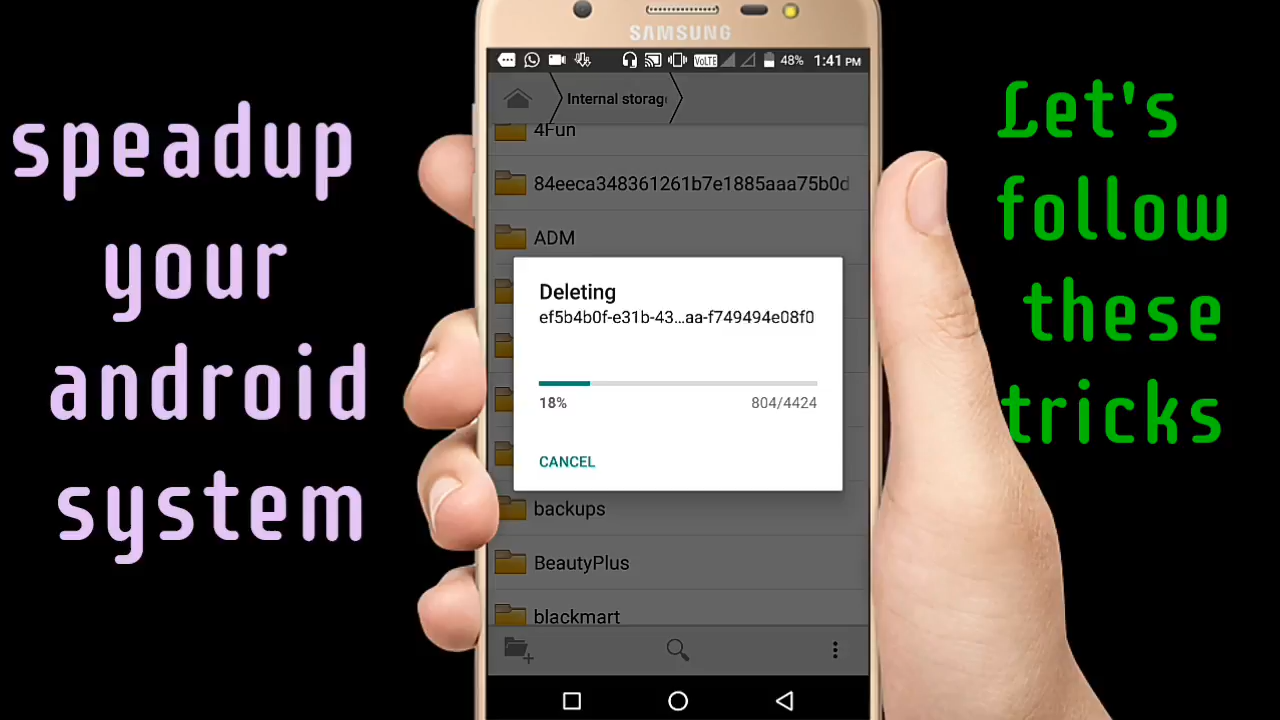 speadup
your
android
system
SAMSUNG
VoLTE 48% 1:41 PM
Internal storag
4Fun
84eeca348361261b7e1885aaa75b0d
ADM
Deleting
ef5b4b0f-e31b-43...aa-f749494e08f0
18% 804/4424
CANCEL
backups
BeautyPlus
blackmart
Let's
follow
these
tricks